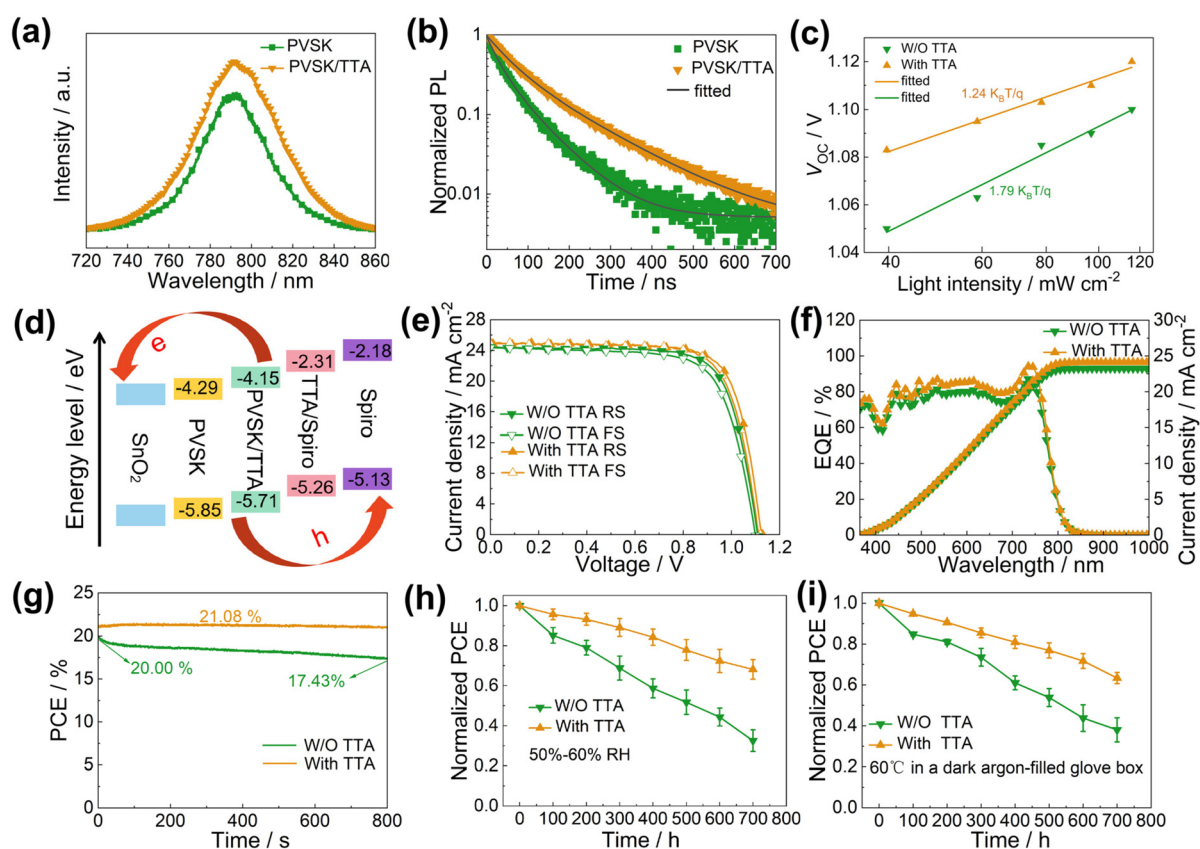 (a)
PVSK
PVSK/TTA
Intensity / a.u.
720 740 760 780 800 820 840 860
Wavelength / nm
(b)
PVSK
PVSK/TTA
fitted
Normalized PL
1
0.1
0.01
0 100 200 300 400 500 600 700
Time / ns
(c)
W/O TTA
With TTA
fitted
fitted
1.24 KBT/q
1.79 KBT/q
VOC / V
1.12
1.10
1.08
1.06
1.04
40 60 80 100 120
Light intensity / mW cm-2
(d)
Energy level / eV
e
h
-2.18
-2.31
-4.15
-4.29
SnO2
PVSK
PVSK/TTA
TTA/Spiro
Spiro
-5.13
-5.26
-5.71
-5.85
(e)
Current density / mA cm-2
28
24
20
16
12
8
4
0
W/O TTA RS
W/O TTA FS
With TTA RS
With TTA FS
0.0 0.2 0.4 0.6 0.8 1.0 1.2
Voltage / V
(f)
W/O TTA
With TTA
EQE / %
120
100
80
60
40
20
0
30
25
20
15
10
5
0
Current density / mA cm-2
400 500 600 700 800 900 1000
Wavelength / nm
(g)
PCE / %
25
20
15
10
5
0
21.08 %
20.00 %
17.43%
W/O TTA
With TTA
0 200 400 600 800
Time / s
(h)
Normalized PCE
1.0
0.8
0.6
0.4
0.2
0.0
W/O TTA
With TTA
50%-60% RH
0 100 200 300 400 500 600 700 800
Time / h
(i)
Normalized PCE
1.0
0.8
0.6
0.4
0.2
0.0
W/O TTA
With TTA
60℃ in a dark argon-filled glove box
0 100 200 300 400 500 600 700 800
Time / h